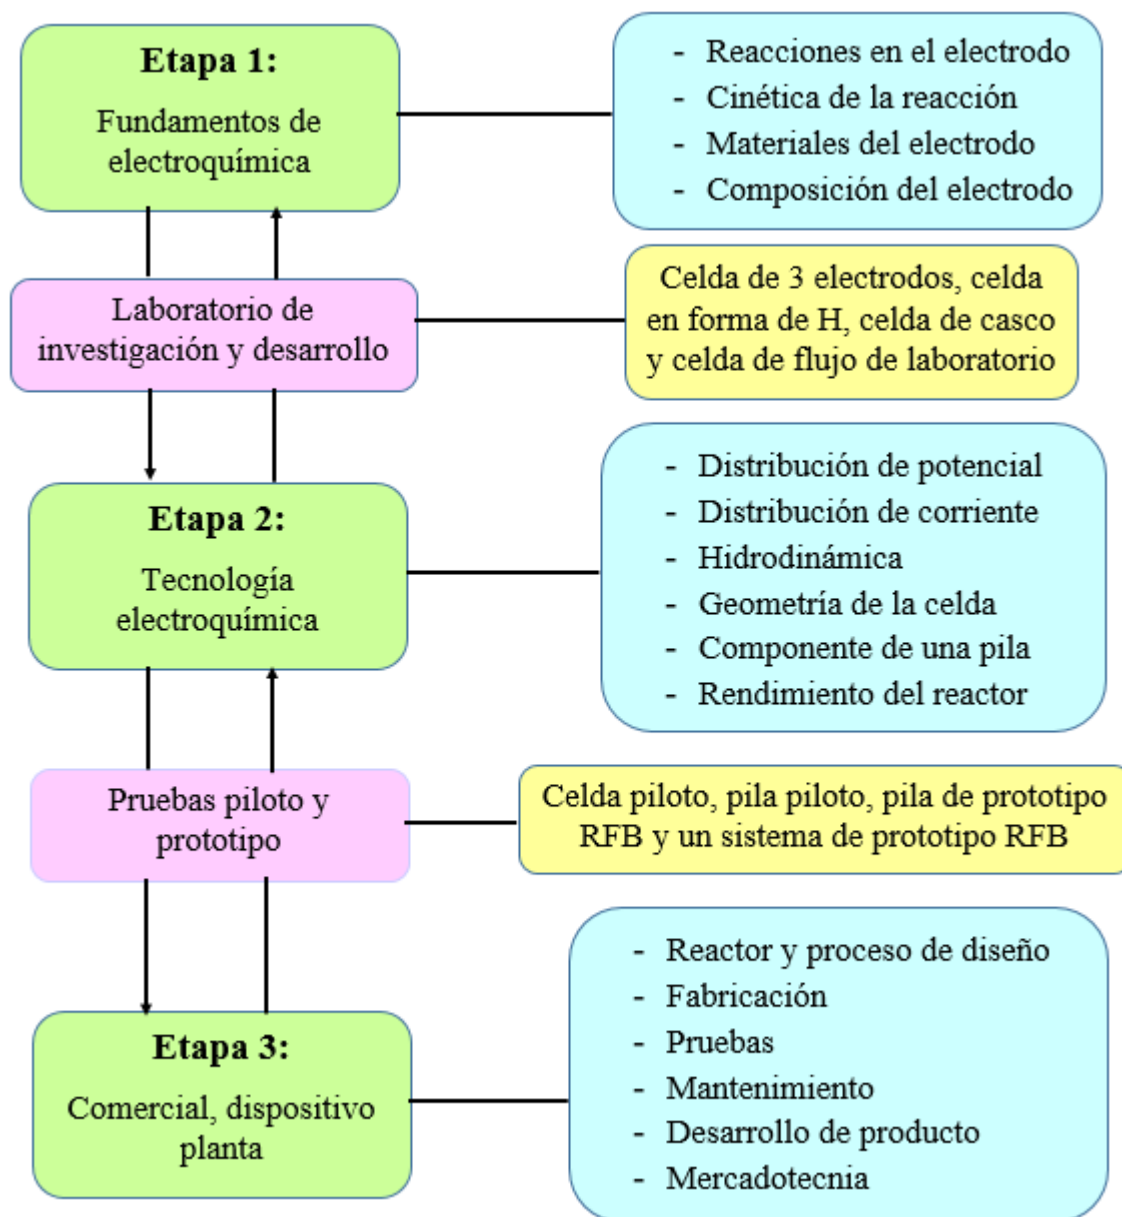 Etapa 1:
Fundamentos de
electroquímica
- Reacciones en el electrodo
- Cinética de la reacción
- Materiales del electrodo
- Composición del electrodo
Laboratorio de
investigación y desarrollo
Celda de 3 electrodos, celda
en forma de H, celda de casco
y celda de flujo de laboratorio
Etapa 2:
Tecnología
electroquímica
- Distribución de potencial
- Distribución de corriente
- Hidrodinámica
- Geometría de la celda
- Componente de una pila
- Rendimiento del reactor
Pruebas piloto y
prototipo
Celda piloto, pila piloto, pila de prototipo
RFB y un sistema de prototipo RFB
Etapa 3:
Comercial, dispositivo
planta
- Reactor y proceso de diseño
- Fabricación
- Pruebas
- Mantenimiento
- Desarrollo de producto
- Mercadotecnia